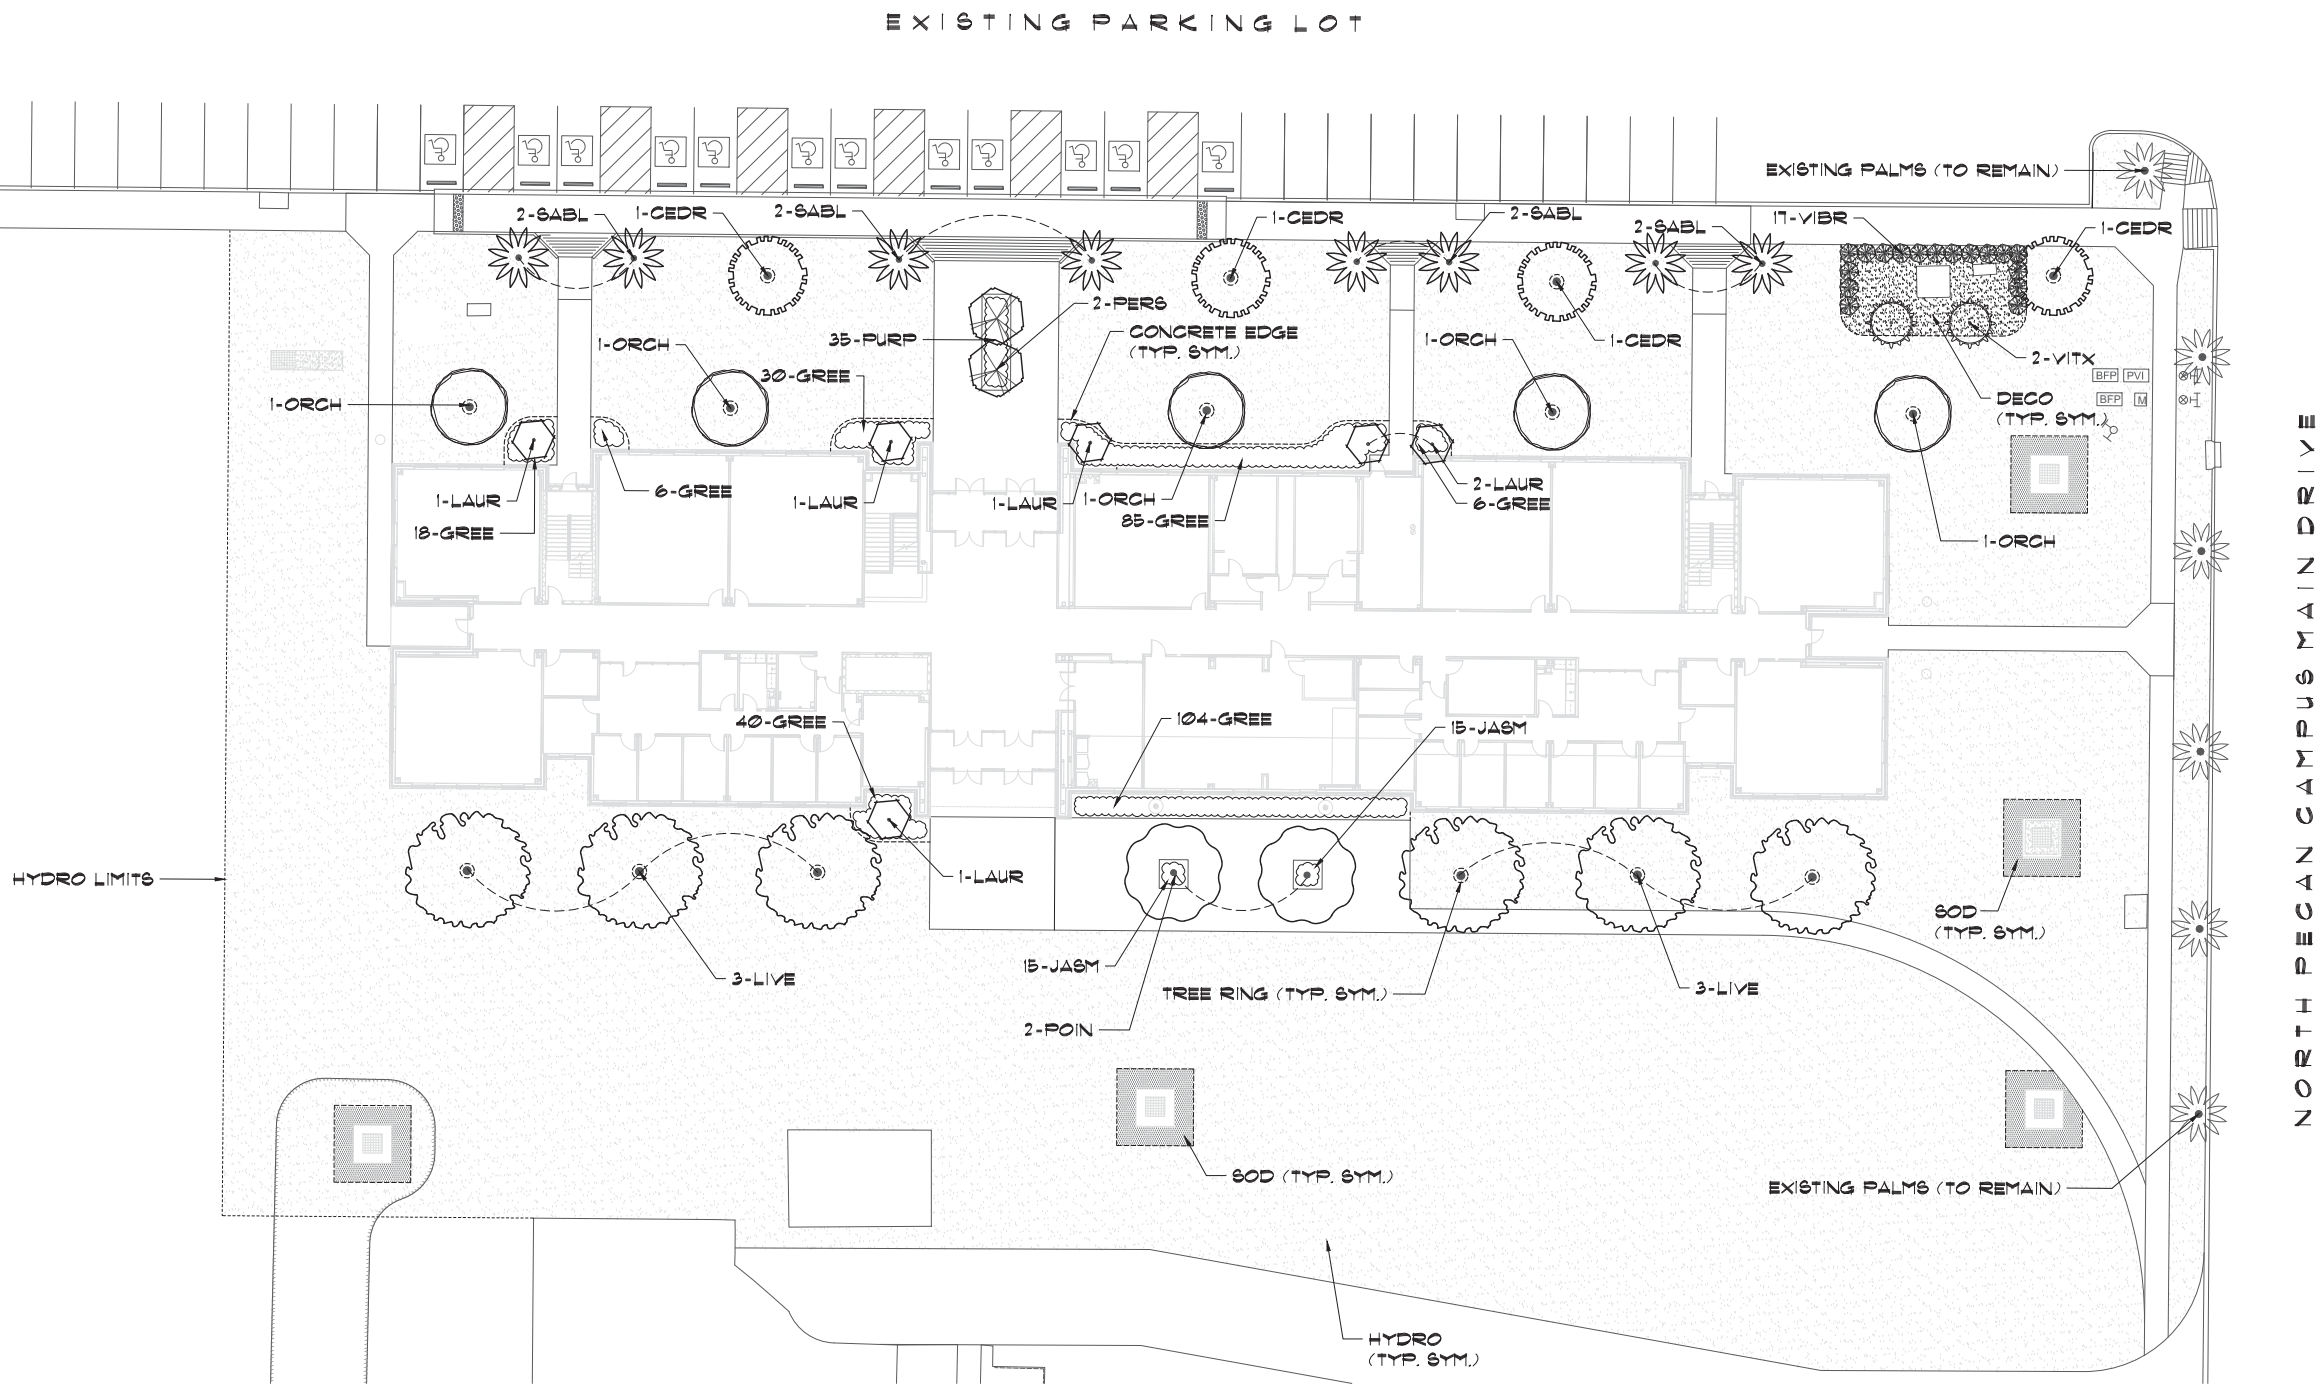 EXISTING PARKING LOT
EXISTING PALMS (TO REMAIN)
2-SABL
1-CEDR
2-SABL
1-CEDR
2-SABL
2-SABL
17-VIBR
1-CEDR
2-PERS
35-PURP
CONCRETE EDGE
(TYP. SYM.)
1-ORCH
1-ORCH
1-CEDR
2-VITX
30-GREE
BFP
PVI
BFP
M
1-ORCH
DECO
(TYP. SYM.)
6-GREE
1-LAUR
1-LAUR
1-LAUR
1-ORCH
2-LAUR
6-GREE
85-GREE
18-GREE
1-ORCH
NORTH PECAN CAMPUS MAIN DRIVE
40-GREE
104-GREE
15-JASM
HYDRO LIMITS
1-LAUR
SOD
(TYP. SYM.)
3-LIVE
15-JASM
TREE RING (TYP. SYM.)
3-LIVE
2-POIN
SOD (TYP. SYM.)
EXISTING PALMS (TO REMAIN)
HYDRO
(TYP. SYM.)